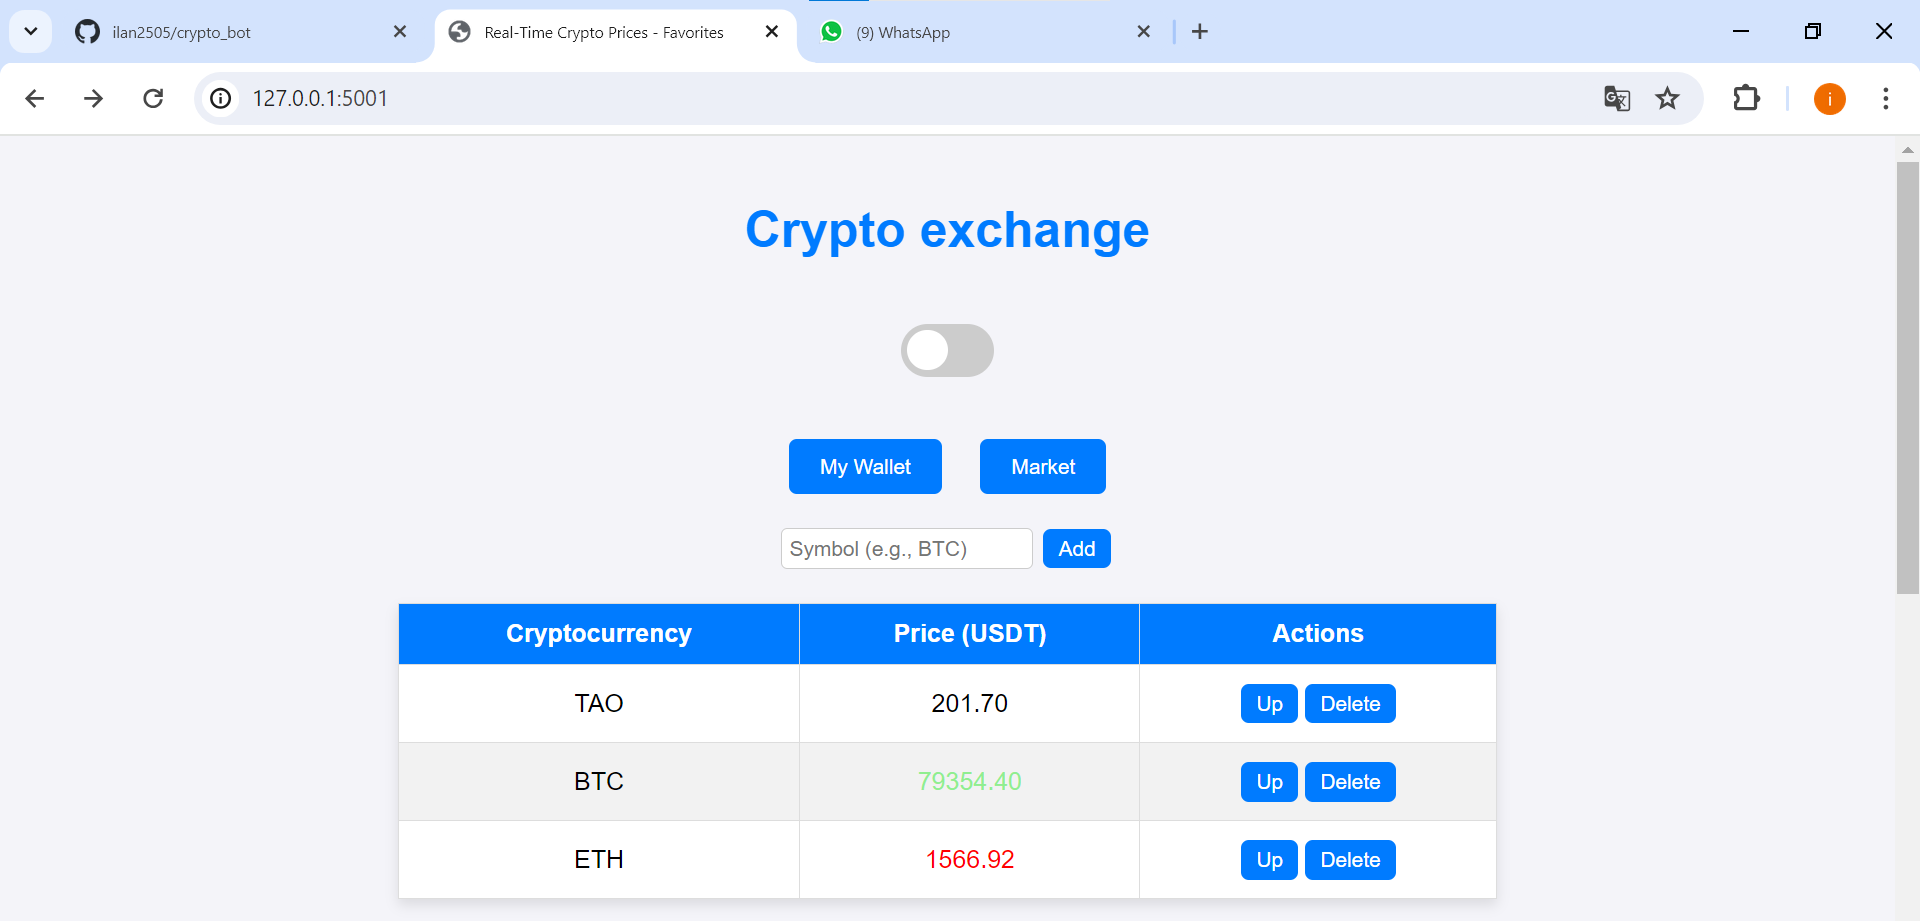 ilan2505/crypto_bot
Real-Time Crypto Prices - Favorites
(9) WhatsApp
127.0.0.1:5001
i
Crypto exchange
My Wallet
Market
Symbol (e.g., BTC)
Add
Cryptocurrency Price (USDT) Actions
TAO 201.70 Up Delete
BTC 79354.40 Up Delete
ETH 1566.92 Up Delete